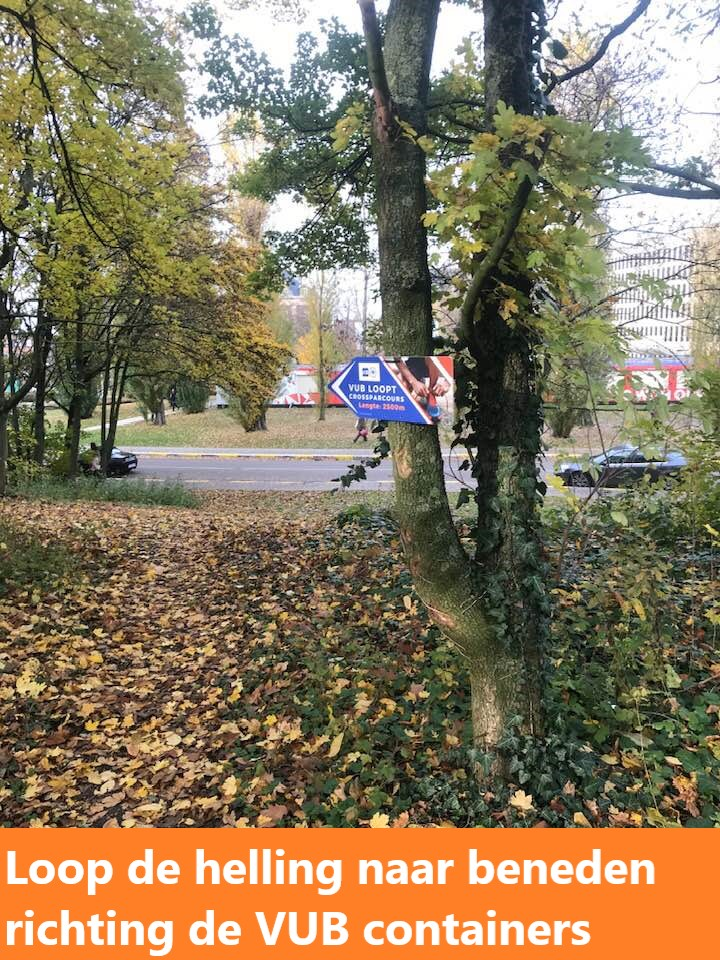 VUB LOOPT
CROSSPARCOURS
Lengte: 2500m
Loop de helling naar beneden
richting de VUB containers